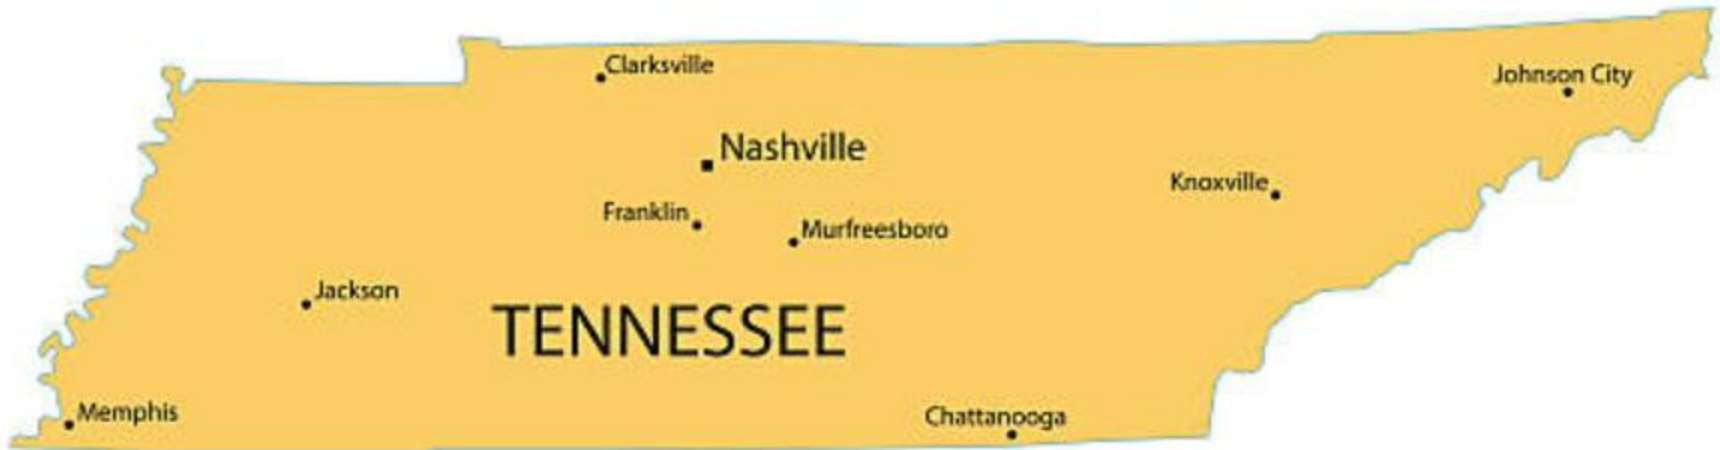 Clarksville
Johnson City
Nashville
Knoxville
Franklin
Murfreesboro
Jackson
TENNESSEE
Memphis
Chattanooga